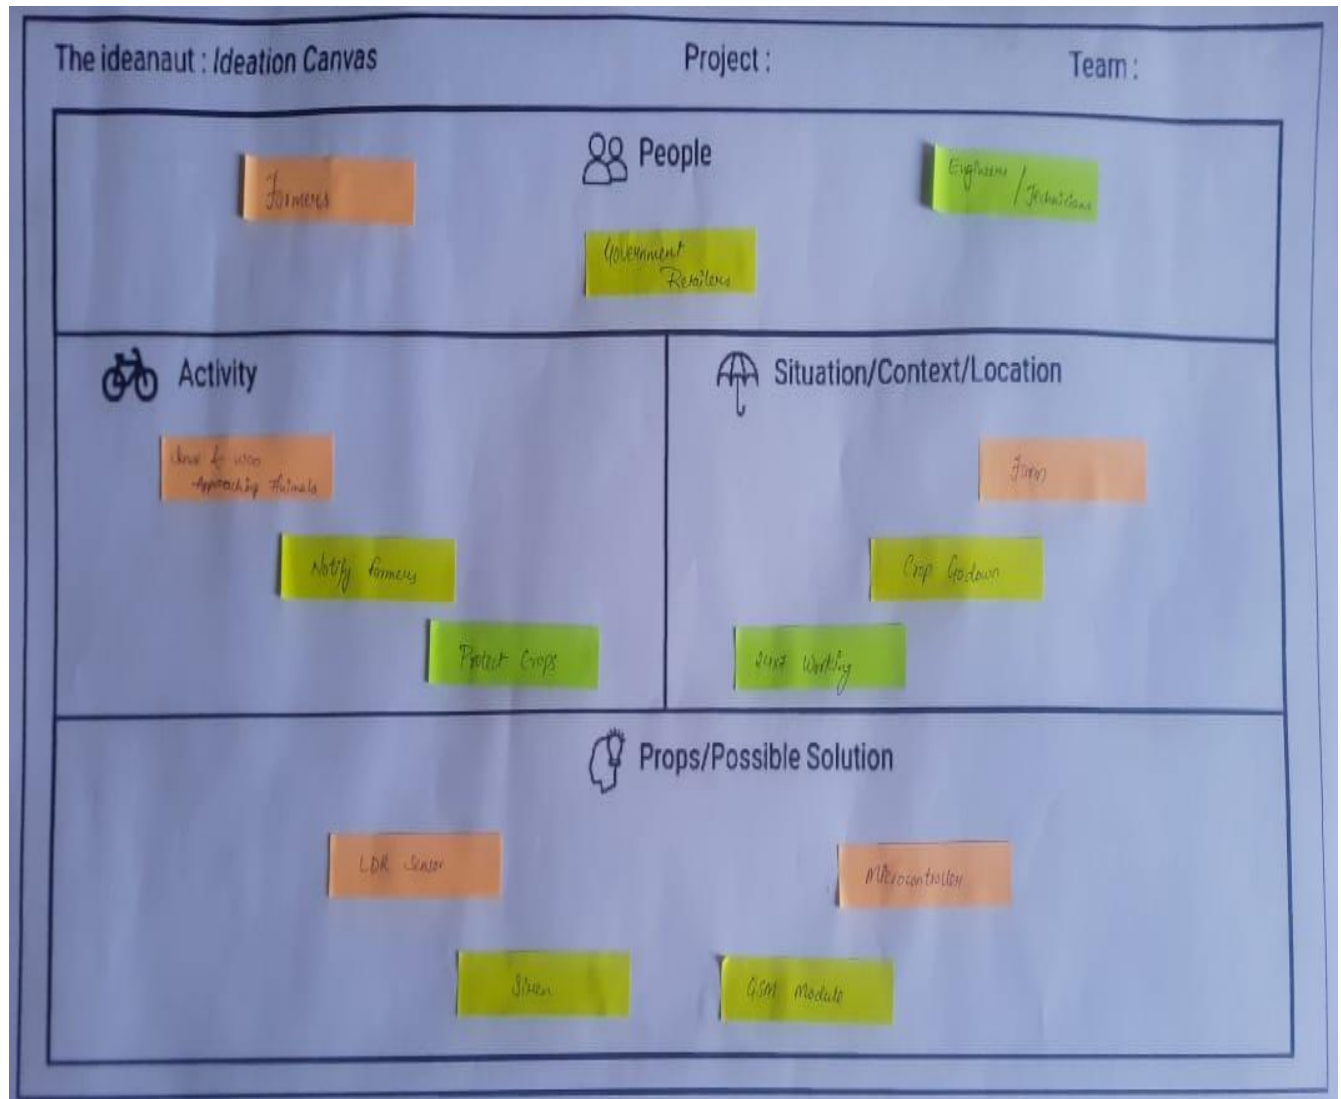 The ideanaut : Ideation Canvas
Project :
Team :
People
Farmers
Engineers
/ Technicians
Government
Retailers
Activity
Approaching Animals
Notify farmers
Protect Crops
Situation/Context/Location
Farm
Crop Godown
24x7 Working
Props/Possible Solution
LDR Sensor
Microcontroller
Siren
GSM Module